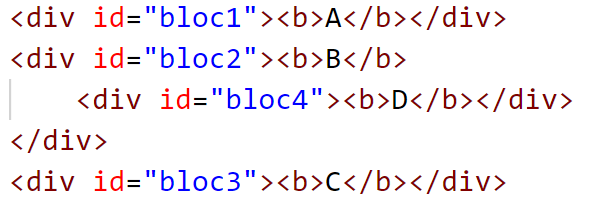 <div id="bloc1"><b>A</b></div>
<div id="bloc2"><b>B</b>
    <div id="bloc4"><b>D</b></div>
</div>
<div id="bloc3"><b>C</b></div>